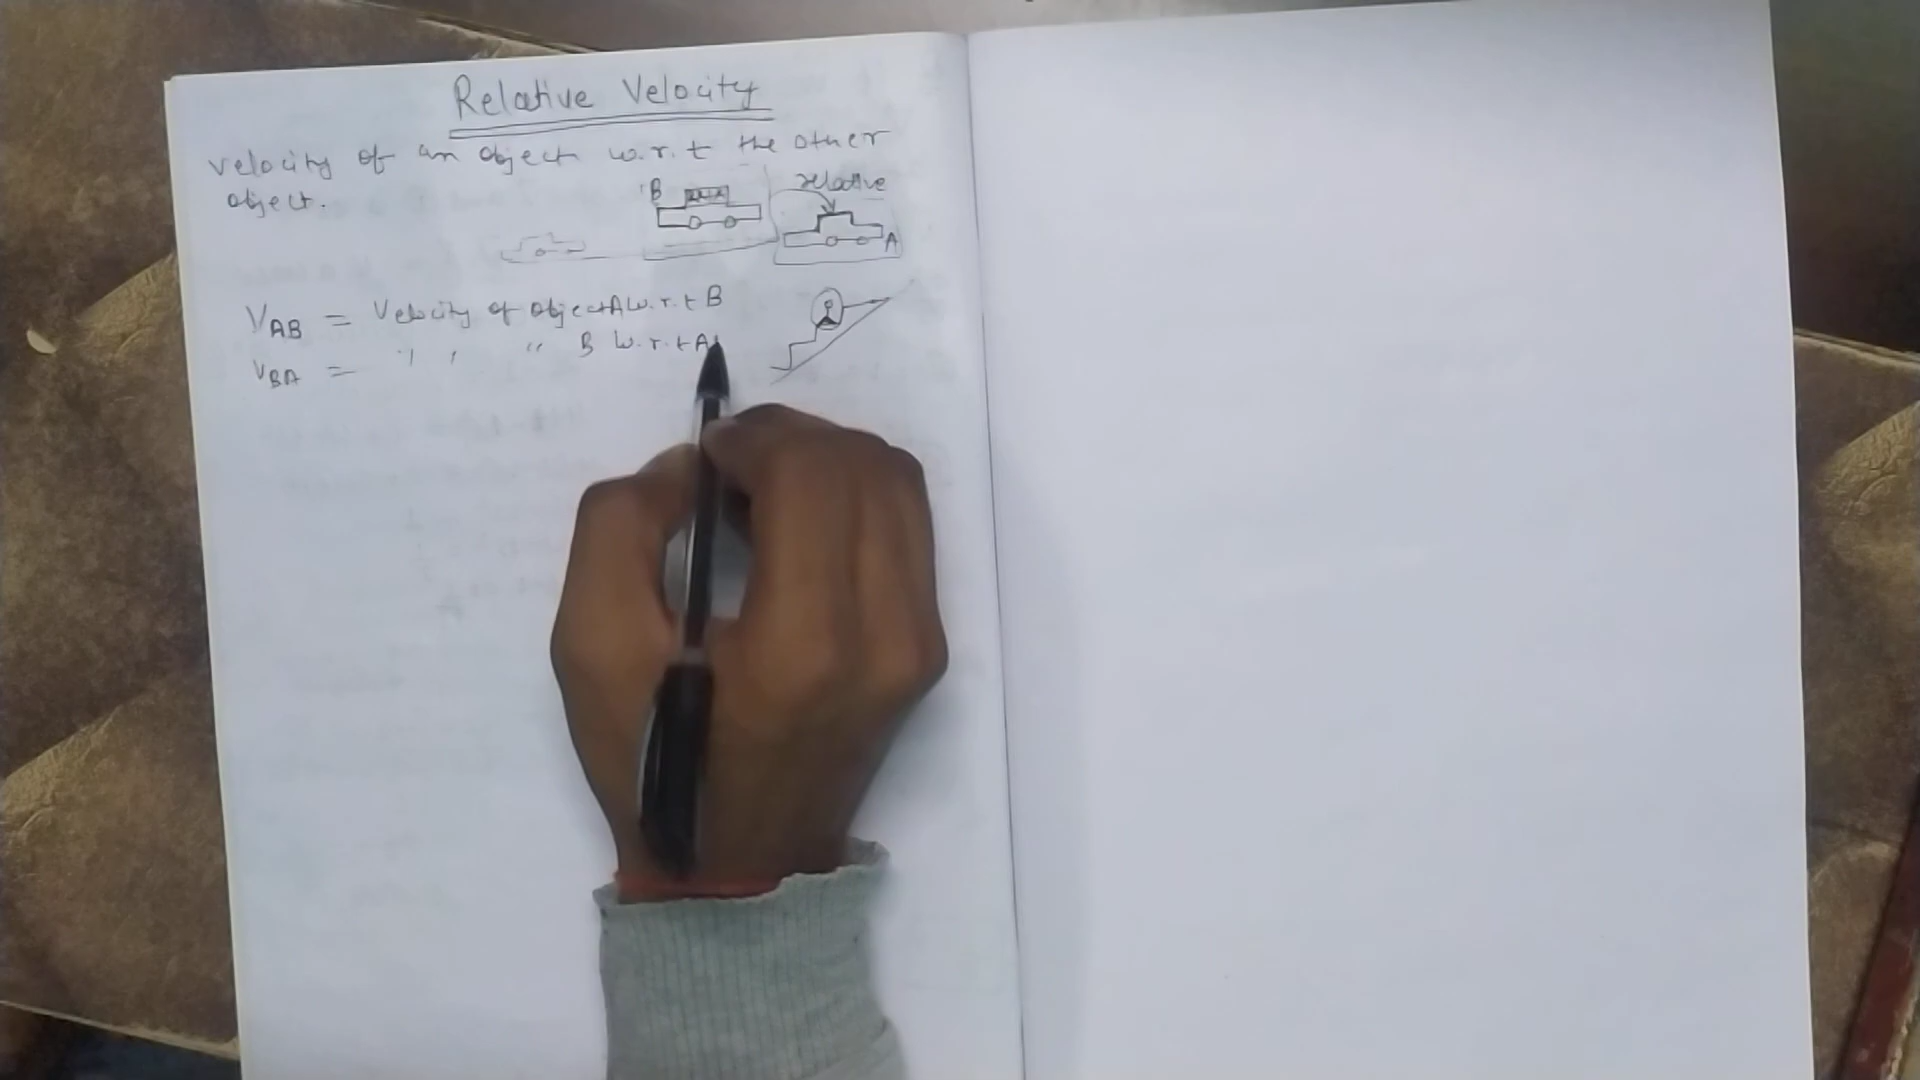 Relative Velocity
velocity of an object w.r.t the other
object.
B
relative
A
VAB = Velocity of object A w.r.t B
VBA = " " " B w.r.t A